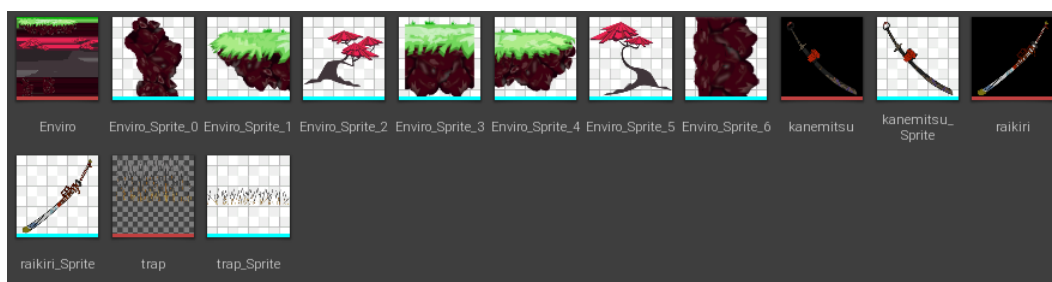 Enviro
Enviro_Sprite_0
Enviro_Sprite_1
Enviro_Sprite_2
Enviro_Sprite_3
Enviro_Sprite_4
Enviro_Sprite_5
Enviro_Sprite_6
kanemitsu
kanemitsu_
Sprite
raikiri
raikiri_Sprite
trap
trap_Sprite